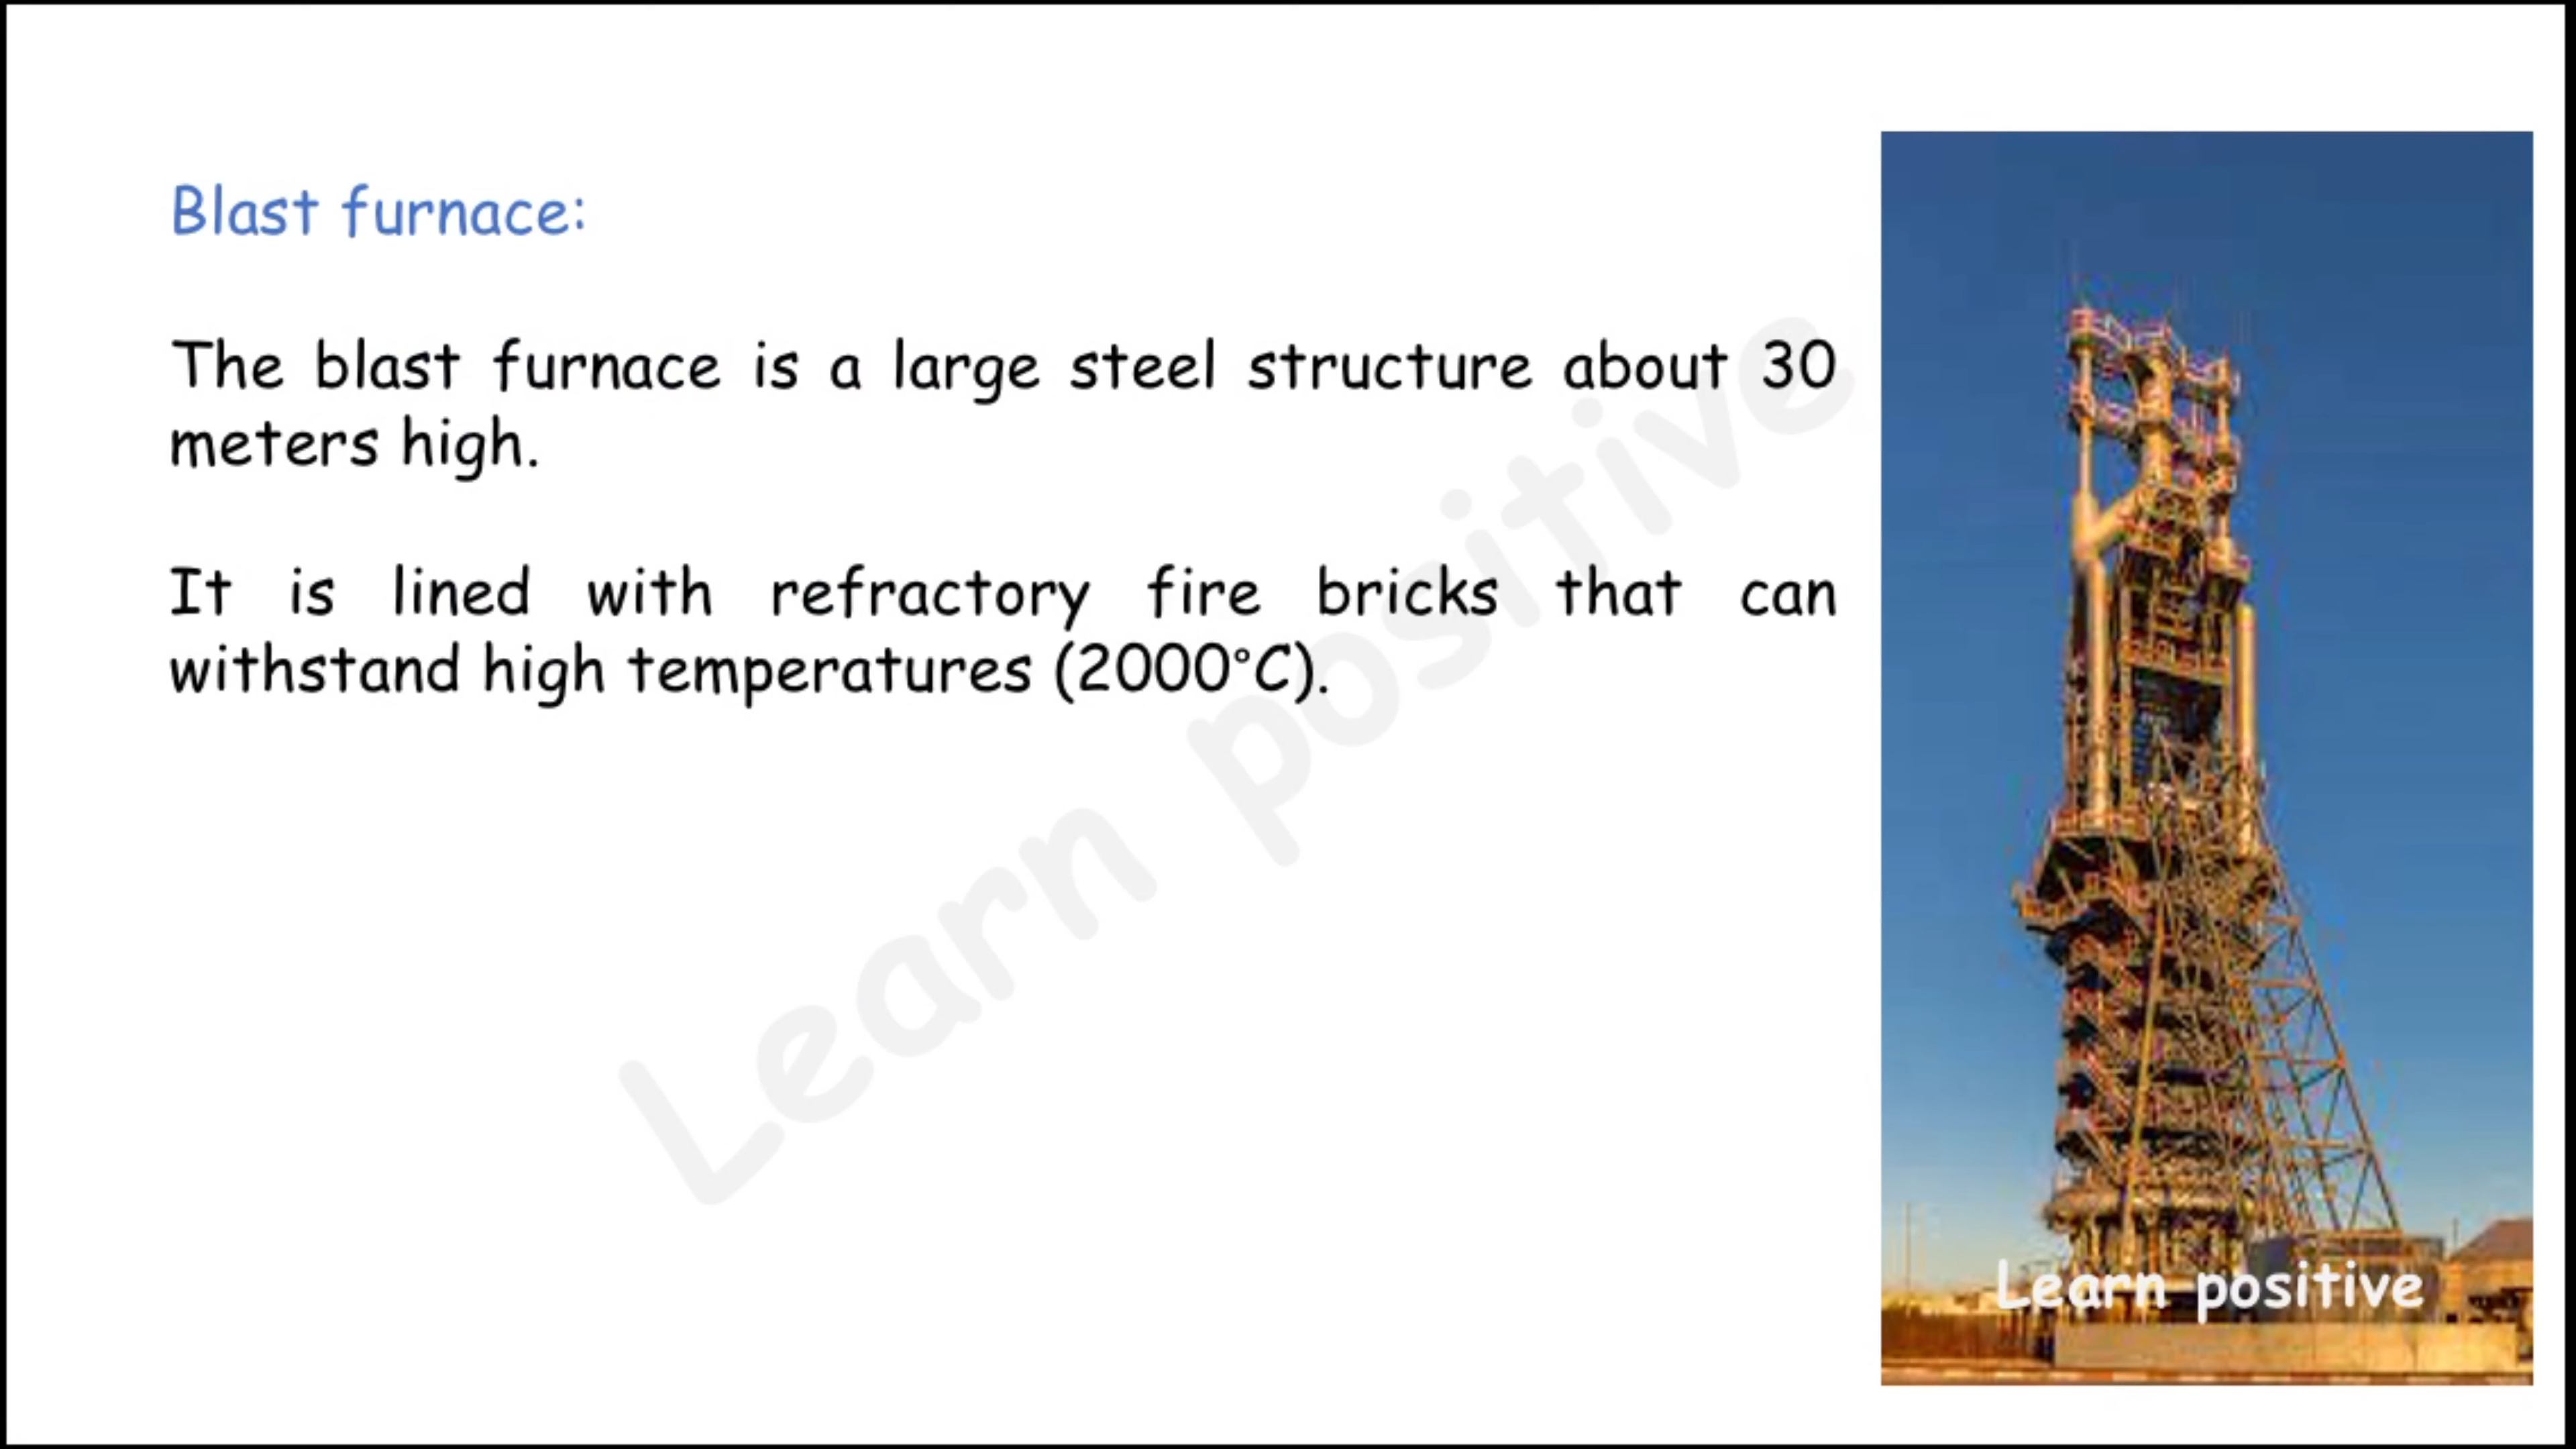 Blast furnace:
The blast furnace is a large steel structure about 30
meters high.
It is lined with refractory fire bricks that can
withstand high temperatures (2000°C).
Learn positive
Learn positive